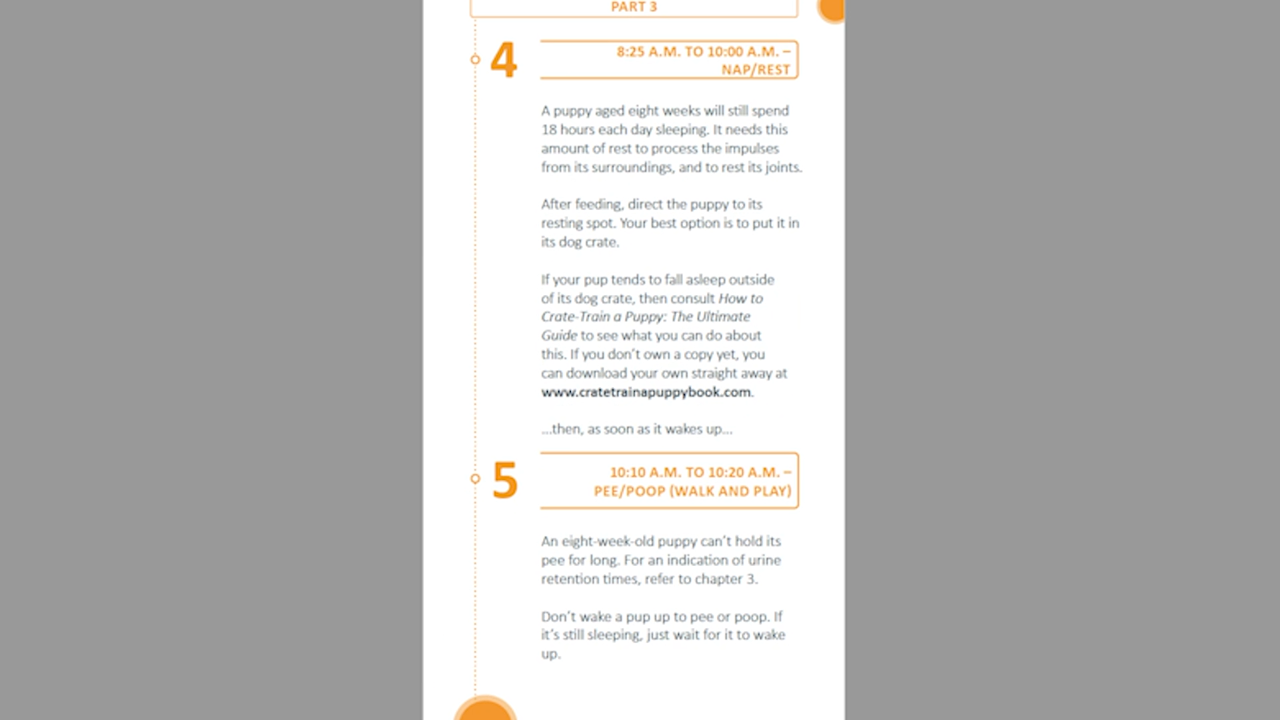 PART 3
4
8:25 A.M. TO 10:00 A.M. –
NAP/REST
A puppy aged eight weeks will still spend
18 hours each day sleeping. It needs this
amount of rest to process the impulses
from its surroundings, and to rest its joints.
After feeding, direct the puppy to its
resting spot. Your best option is to put it in
its dog crate.
If your pup tends to fall asleep outside
of its dog crate, then consult How to
Crate-Train a Puppy: The Ultimate
Guide to see what you can do about
this. If you don’t own a copy yet, you
can download your own straight away at
www.cratetrainapuppybook.com.
...then, as soon as it wakes up...
5
10:10 A.M. TO 10:20 A.M. –
PEE/POOP (WALK AND PLAY)
An eight-week-old puppy can’t hold its
pee for long. For an indication of urine
retention times, refer to chapter 3.
Don’t wake a pup up to pee or poop. If
it’s still sleeping, just wait for it to wake
up.